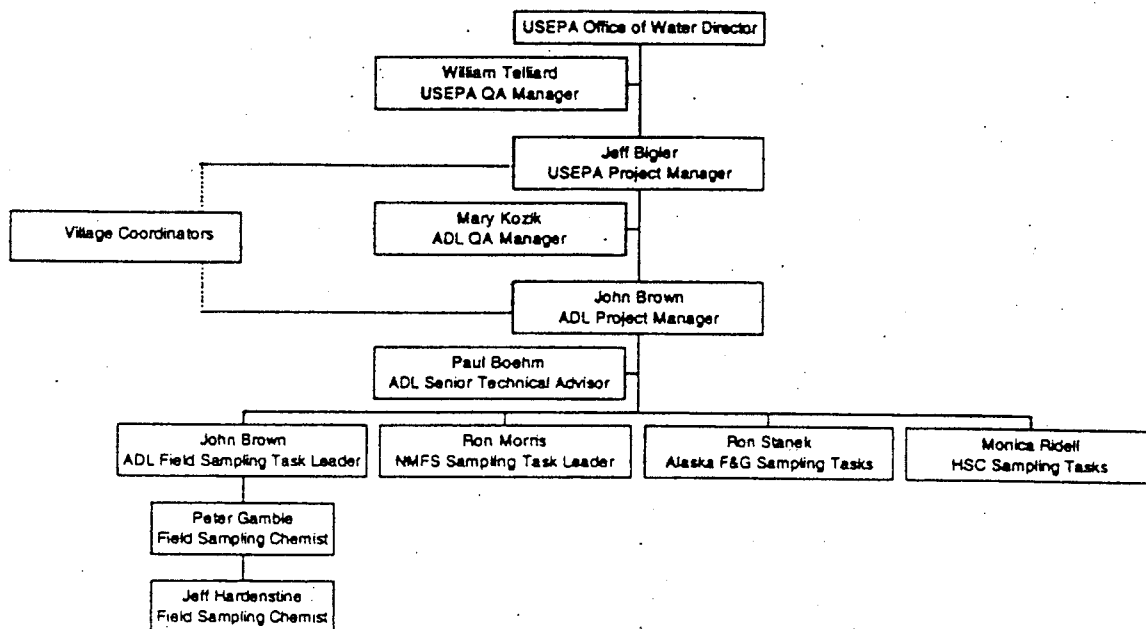 USEPA Office of Water Director
William Telliard
USEPA QA Manager
Jeff Bigler
USEPA Project Manager
Village Coordinators
Mary Kozik
ADL QA Manager
John Brown
ADL Project Manager
Paul Boehm
ADL Senior Technical Advisor
John Brown
ADL Field Sampling Task Leader
Ron Morris
NMFS Sampling Task Leader
Ron Stanek
Alaska F&G Sampling Tasks
Monica Ridell
HSC Sampling Tasks
Peter Gamble
Field Sampling Chemist
Jeff Hardenstine
Field Sampling Chemist